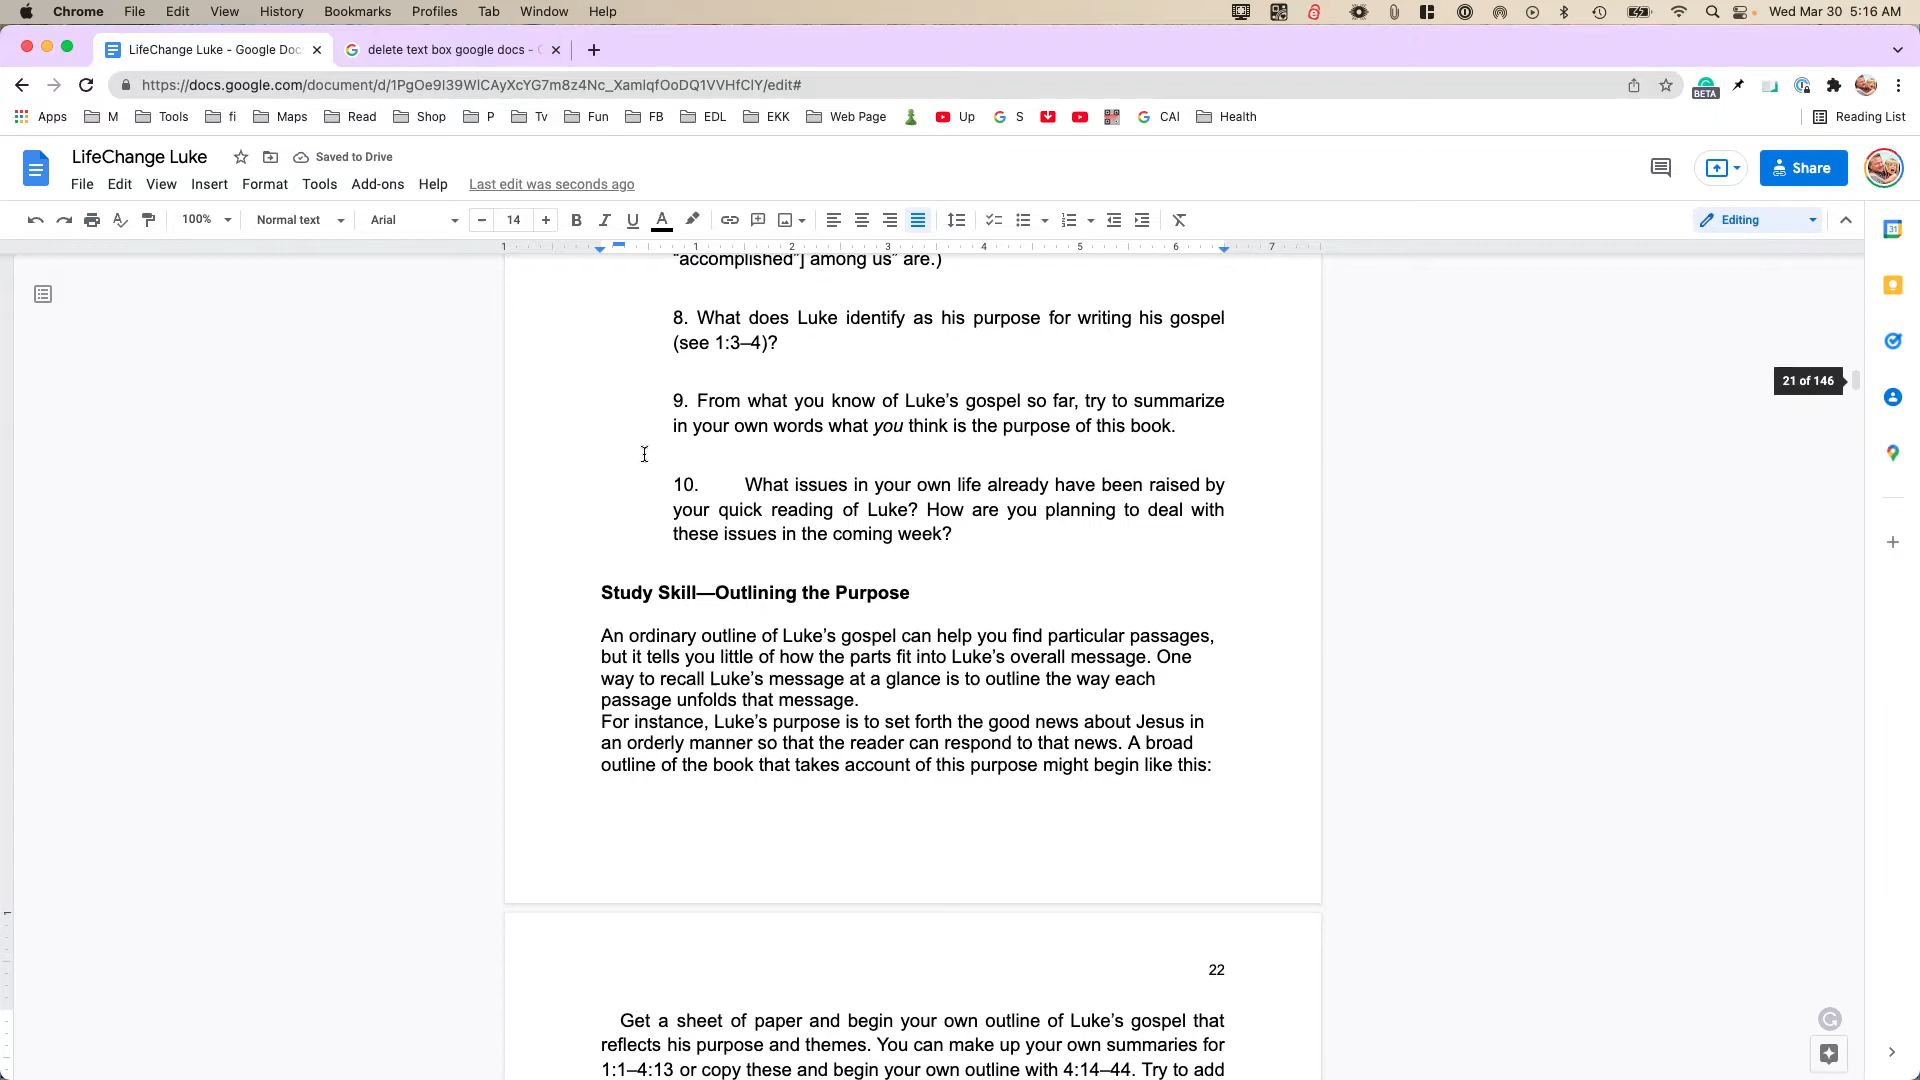 Chrome File Edit View History Bookmarks Profiles Tab Window Help Wed Mar 30 5:16 AM
LifeChange Luke - Google Doc delete text box google docs -
https://docs.google.com/document/d/1PgOe9I39WlCAyXcYG7m8z4Nc_XamlqfOoDQ1VVHfClY/edit#
BETA
Apps M Tools fi Maps Read Shop P Tv Fun FB EDL EKK Web Page Up S CAI Health Reading List
LifeChange Luke Saved to Drive
Share
File Edit View Insert Format Tools Add-ons Help Last edit was seconds ago
100% Normal text Arial 14 Editing
1 1 2 3 4 5 6 7
31
“accomplished”] among us” are.)
8. What does Luke identify as his purpose for writing his gospel
(see 1:3–4)?
21 of 146
9. From what you know of Luke’s gospel so far, try to summarize
in your own words what you think is the purpose of this book.
10. What issues in your own life already have been raised by
your quick reading of Luke? How are you planning to deal with
these issues in the coming week?
Study Skill—Outlining the Purpose
An ordinary outline of Luke’s gospel can help you find particular passages,
but it tells you little of how the parts fit into Luke’s overall message. One
way to recall Luke’s message at a glance is to outline the way each
passage unfolds that message.
For instance, Luke’s purpose is to set forth the good news about Jesus in
an orderly manner so that the reader can respond to that news. A broad
outline of the book that takes account of this purpose might begin like this:
22
Get a sheet of paper and begin your own outline of Luke’s gospel that
reflects his purpose and themes. You can make up your own summaries for
1:1–4:13 or copy these and begin your own outline with 4:14–44. Try to add